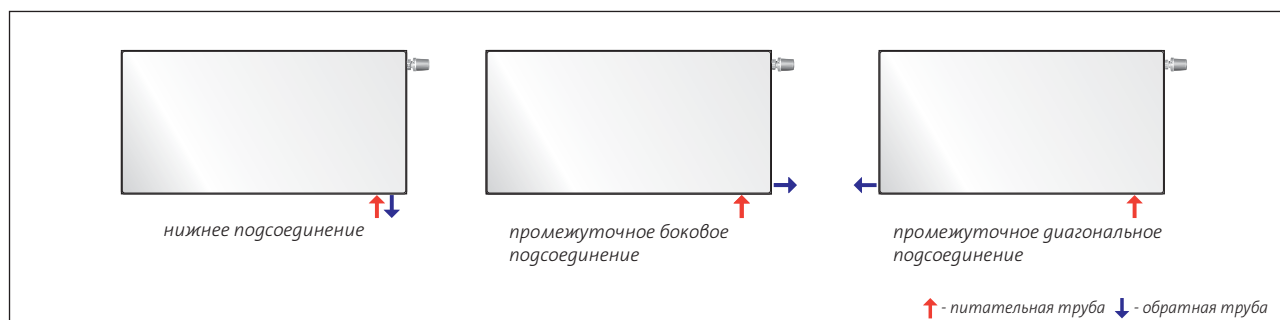 нижнее подсоединение
промежуточное боковое
подсоединение
промежуточное диагональное
подсоединение
- питательная труба - обратная труба